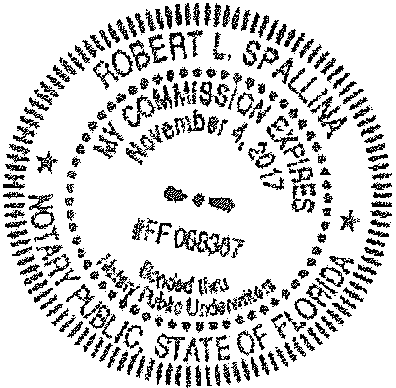 ROBERT L. SPALLINA
MY COMMISSION EXPIRES
November 4, 2017
#FF 068307
Bonded thru
Notary Public Underwriters
NOTARY PUBLIC, STATE OF FLORIDA